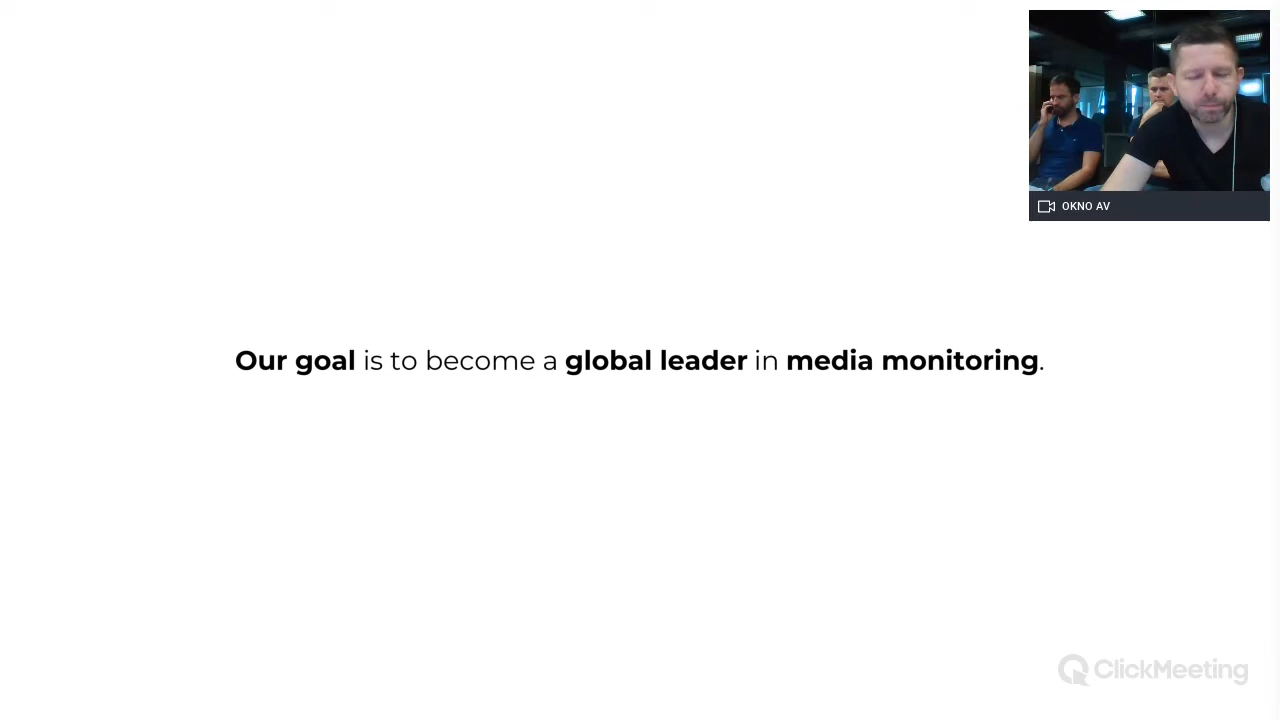 OKNO AV
Our goal is to become a global leader in media monitoring.
ClickMeeting